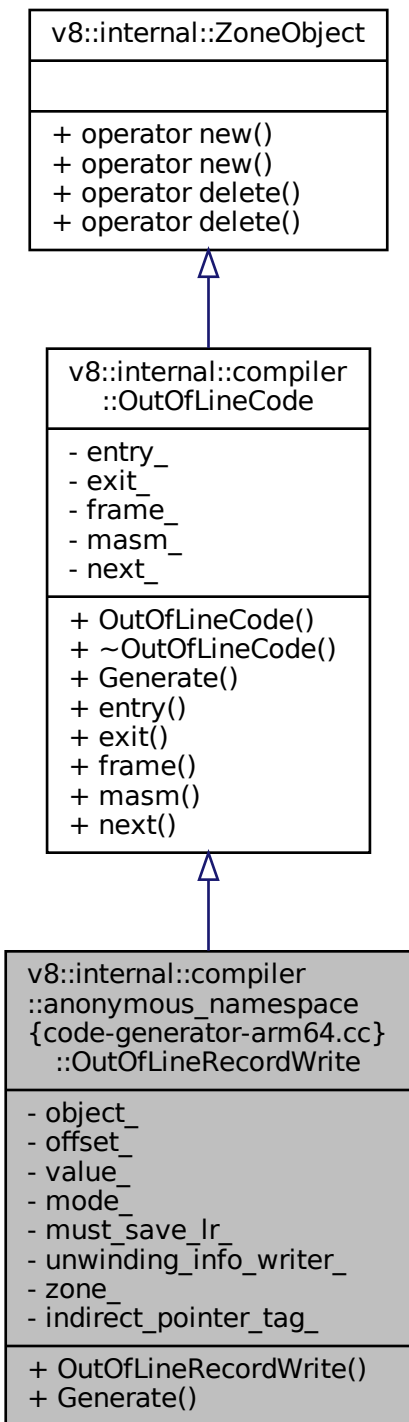 v8::internal::ZoneObject
+ operator new()
+ operator new()
+ operator delete()
+ operator delete()
v8::internal::compiler
::OutOfLineCode
- entry_
- exit_
- frame_
- masm_
- next_
+ OutOfLineCode()
+ ~OutOfLineCode()
+ Generate()
+ entry()
+ exit()
+ frame()
+ masm()
+ next()
v8::internal::compiler
::anonymous_namespace
{code-generator-arm64.cc}
::OutOfLineRecordWrite
- object_
- offset_
- value_
- mode_
- must_save_lr_
- unwinding_info_writer_
- zone_
- indirect_pointer_tag_
+ OutOfLineRecordWrite()
+ Generate()